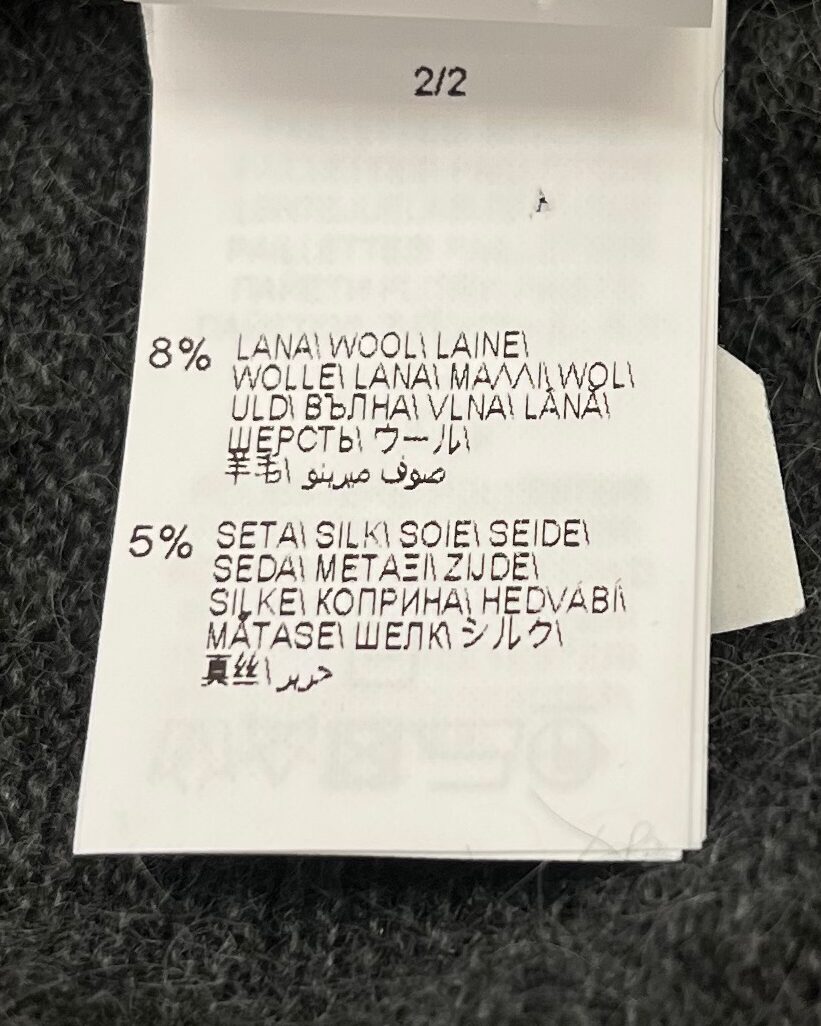 2/2
8% LANA\ WOOL\ LAINE\
WOLLE\ LANA\ ΜΑΛΛΙ\ WOL\
ULD\ ВЪЛНА\ VLNA\ LÂNĂ\
ШЕРСТЬ\ ウール\
羊毛\ صوف ميرينو
5% SETA\ SILK\ SOIE\ SEIDE\
SEDA\ ΜΕΤΑΞΙ\ ZIJDE\
SILKE\ КОПРИНА\ HEDVÁBÍ\
MĂTASE\ ШЕЛК\ シルク\
真丝\ حرير